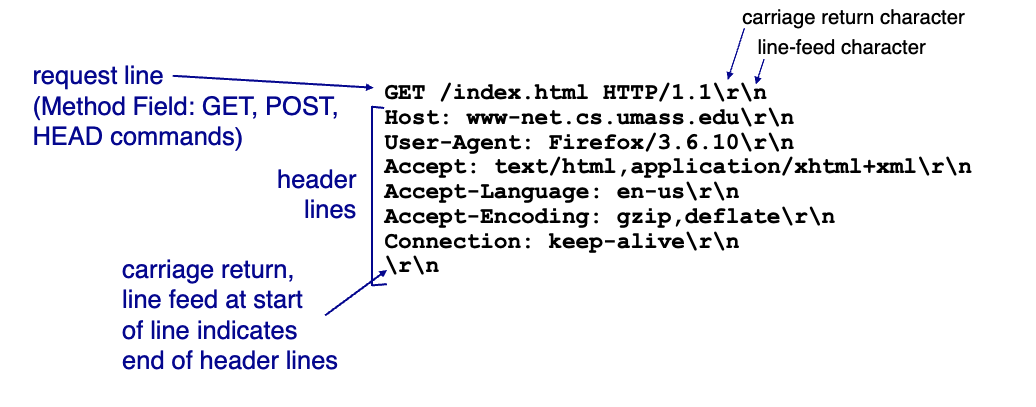 carriage return character
line-feed character
request line
(Method Field: GET, POST,
HEAD commands)
GET /index.html HTTP/1.1\r\n
Host: www-net.cs.umass.edu\r\n
User-Agent: Firefox/3.6.10\r\n
Accept: text/html,application/xhtml+xml\r\n
Accept-Language: en-us\r\n
Accept-Encoding: gzip,deflate\r\n
Connection: keep-alive\r\n
\r\n
header
lines
carriage return,
line feed at start
of line indicates
end of header lines